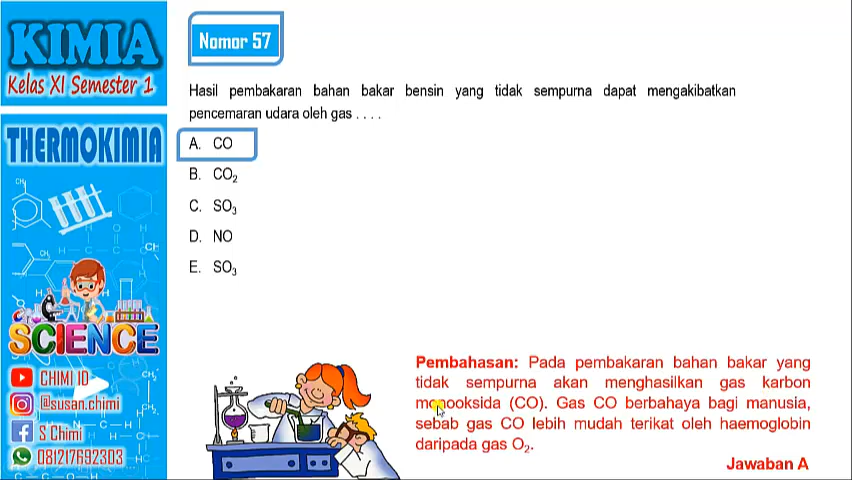 KIMIA
Kelas XI Semester 1
THERMOKIMIA
SCIENCE
CHIMI ID
@susan.chimi
S Chimi
081217692303
Nomor 57
Hasil pembakaran bahan bakar bensin yang tidak sempurna dapat mengakibatkan
pencemaran udara oleh gas . . . .
A. CO
B. CO₂
C. SO₃
D. NO
E. SO₃
Pembahasan: Pada pembakaran bahan bakar yang
tidak sempurna akan menghasilkan gas karbon
monooksida (CO). Gas CO berbahaya bagi manusia,
sebab gas CO lebih mudah terikat oleh haemoglobin
daripada gas O₂.
Jawaban A